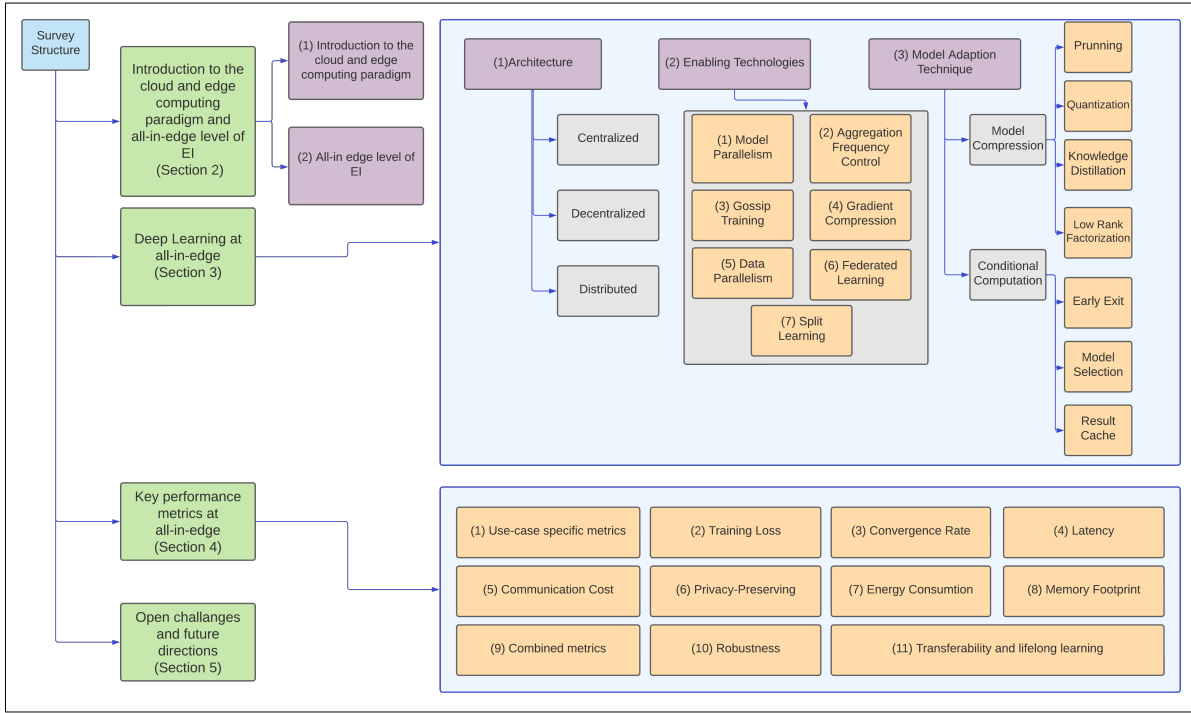 Survey
Structure
Introduction to the
cloud and edge
computing
paradigm and
all-in-edge level of
EI
(Section 2)
(1) Introduction to the
cloud and edge
computing paradigm
(2) All-in edge level of
EI
Deep Learning at
all-in-edge
(Section 3)
(1)Architecture
Centralized
Decentralized
Distributed
(2) Enabling Technologies
(1) Model
Parallelism
(2) Aggregation
Frequency
Control
(3) Gossip
Training
(4) Gradient
Compression
(5) Data
Parallelism
(6) Federated
Learning
(7) Split
Learning
(3) Model Adaption
Technique
Model
Compression
Prunning
Quantization
Knowledge
Distillation
Low Rank
Factorization
Conditional
Computation
Early Exit
Model
Selection
Result
Cache
Key performance
metrics at
all-in-edge
(Section 4)
(1) Use-case specific metrics
(2) Training Loss
(3) Convergence Rate
(4) Latency
(5) Communication Cost
(6) Privacy-Preserving
(7) Energy Consumtion
(8) Memory Footprint
(9) Combined metrics
(10) Robustness
(11) Transferability and lifelong learning
Open challanges
and future
directions
(Section 5)